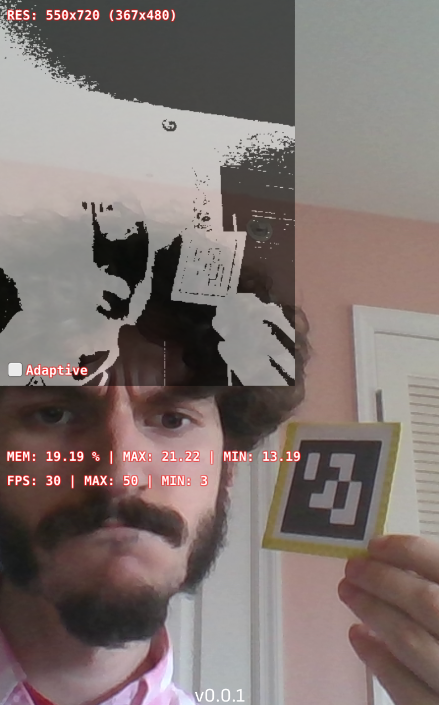 RES: 550x720 (367x480)
Adaptive
MEM: 19.19 % | MAX: 21.22 | MIN: 13.19
FPS: 30 | MAX: 50 | MIN: 3
v0.0.1